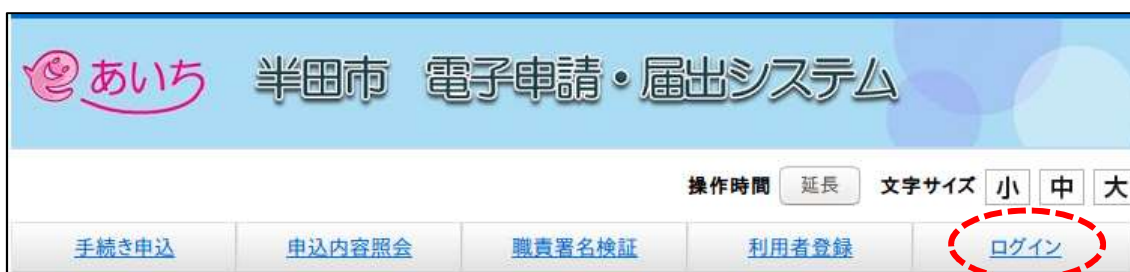 あいち 半田市 電子申請・届出システム
操作時間 延長 文字サイズ 小 中 大
手続き申込 申込内容照会 職責署名検証 利用者登録 ログイン